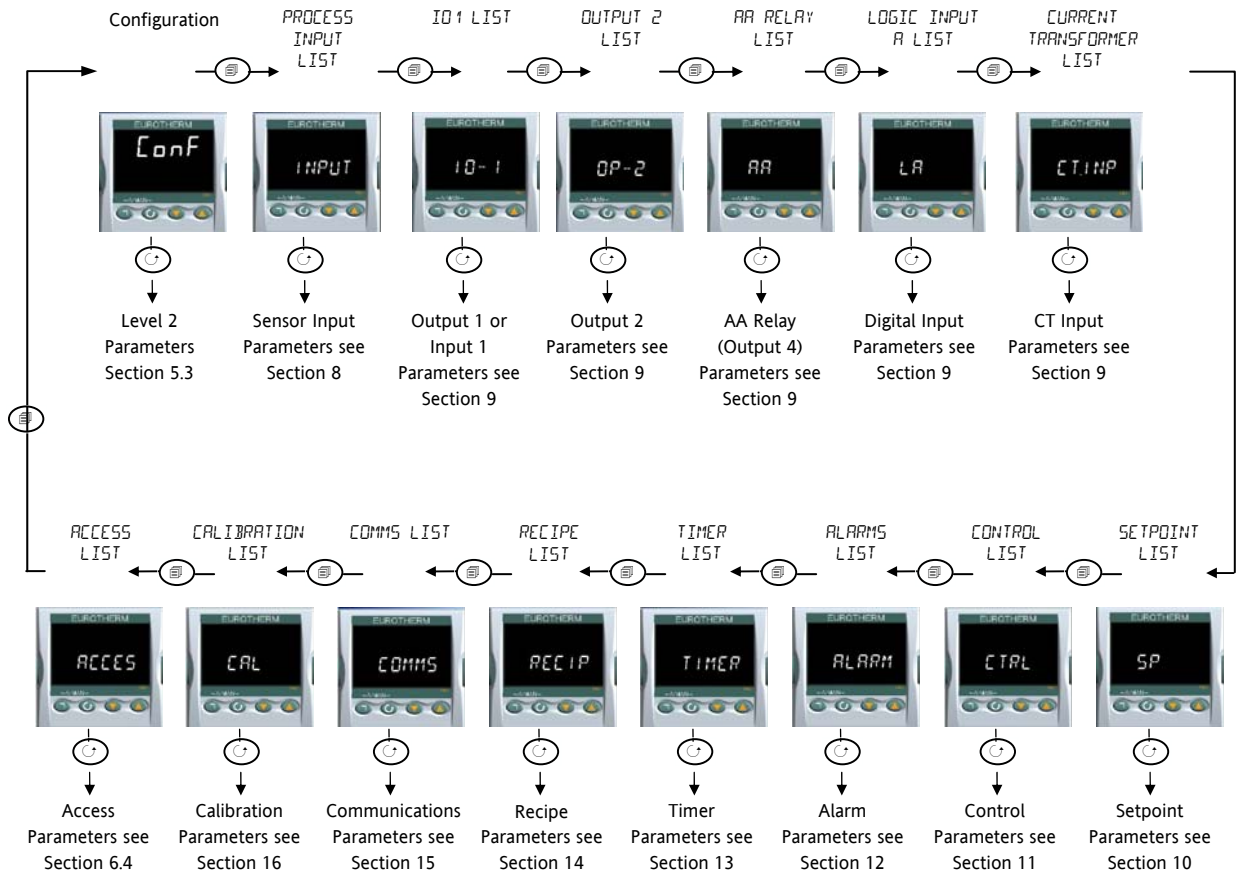 Configuration
PROCESS
INPUT
LIST
IO 1 LIST
OUTPUT 2
LIST
AA RELAY
LIST
LOGIC INPUT
A LIST
CURRENT
TRANSFORMER
LIST
EUROTHERM
ConF
EUROTHERM
INPUT
EUROTHERM
IO-1
EUROTHERM
OP-2
EUROTHERM
AA
EUROTHERM
LA
EUROTHERM
CT.INP
Level 2
Parameters
Section 5.3
Sensor Input
Parameters see
Section 8
Output 1 or
Input 1
Parameters see
Section 9
Output 2
Parameters see
Section 9
AA Relay
(Output 4)
Parameters see
Section 9
Digital Input
Parameters see
Section 9
CT Input
Parameters see
Section 9
ACCESS
LIST
CALIBRATION
LIST
COMMS LIST
RECIPE
LIST
TIMER
LIST
ALARMS
LIST
CONTROL
LIST
SETPOINT
LIST
EUROTHERM
ACCES
EUROTHERM
CAL
EUROTHERM
COMMS
EUROTHERM
RECIP
EUROTHERM
TIMER
EUROTHERM
ALARM
EUROTHERM
CTRL
EUROTHERM
SP
Access
Parameters see
Section 6.4
Calibration
Parameters see
Section 16
Communications
Parameters see
Section 15
Recipe
Parameters see
Section 14
Timer
Parameters see
Section 13
Alarm
Parameters see
Section 12
Control
Parameters see
Section 11
Setpoint
Parameters see
Section 10